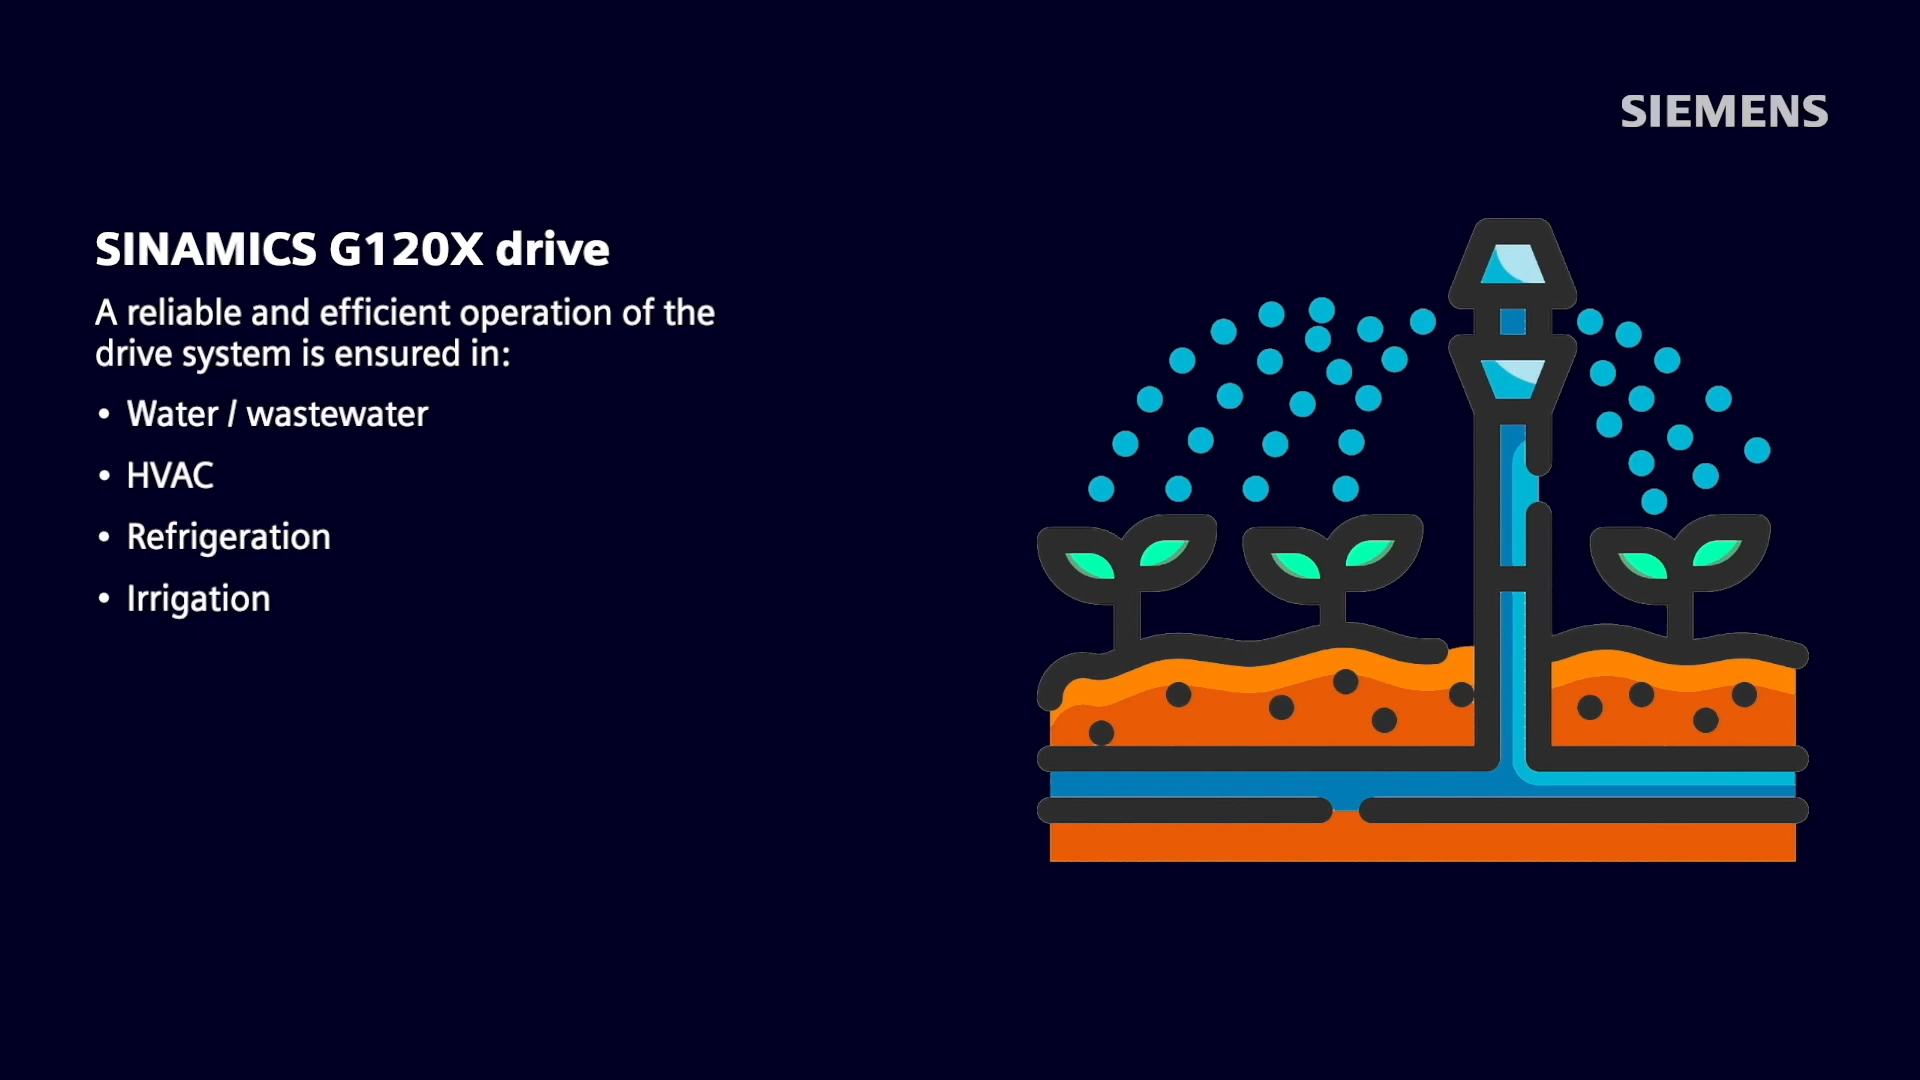 SIEMENS
SINAMICS G120X drive
A reliable and efficient operation of the
drive system is ensured in:
• Water / wastewater
• HVAC
• Refrigeration
• Irrigation